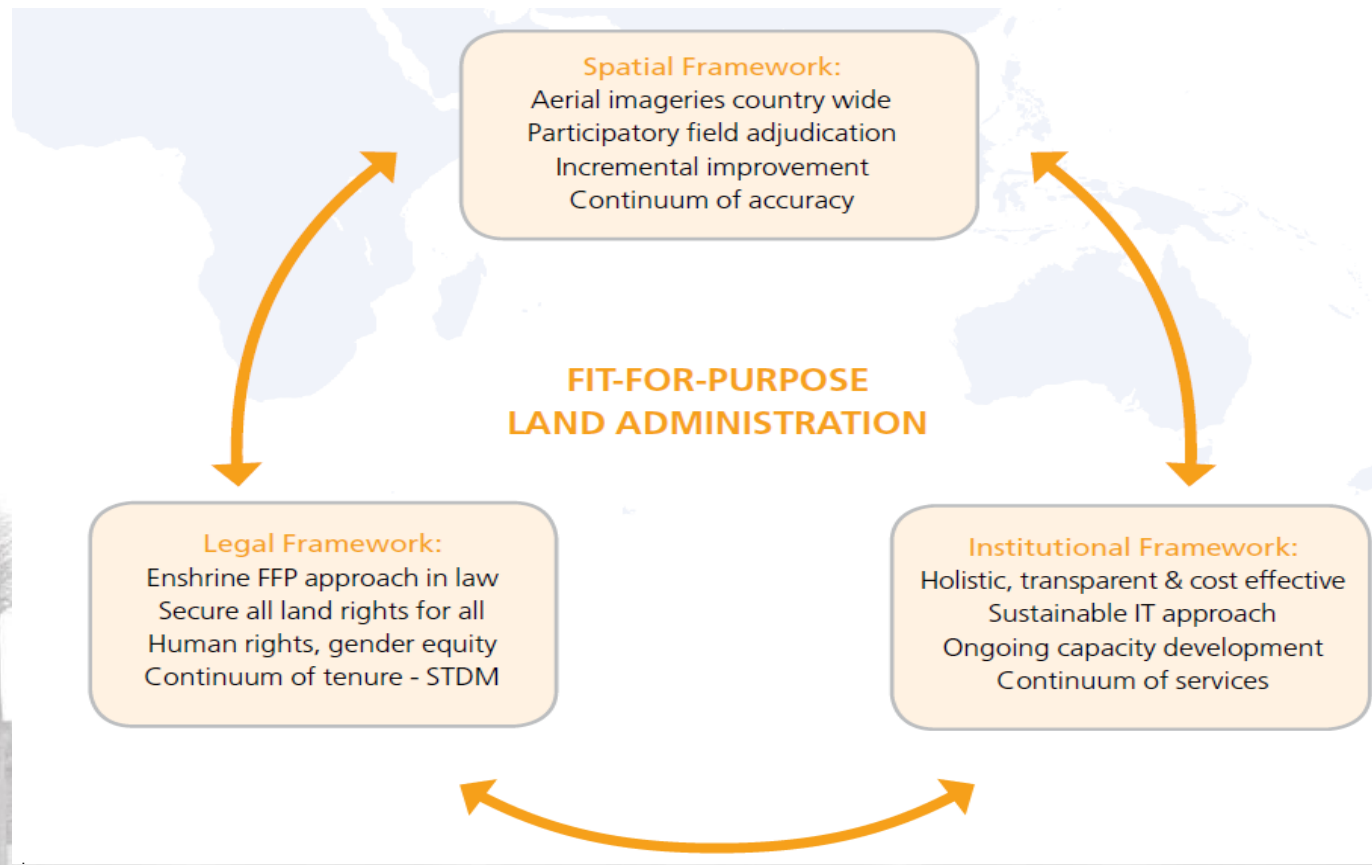 Spatial Framework:
Aerial imageries country wide
Participatory field adjudication
Incremental improvement
Continuum of accuracy
FIT-FOR-PURPOSE
LAND ADMINISTRATION
Legal Framework:
Enshrine FFP approach in law
Secure all land rights for all
Human rights, gender equity
Continuum of tenure - STDM
Institutional Framework:
Holistic, transparent & cost effective
Sustainable IT approach
Ongoing capacity development
Continuum of services